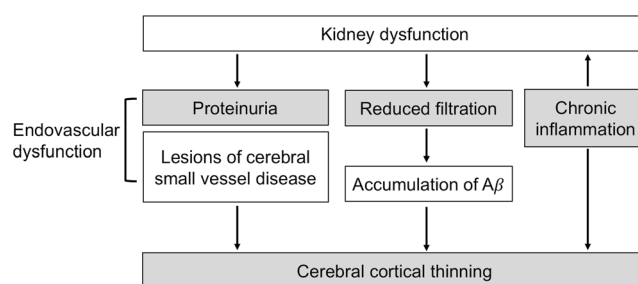 Kidney dysfunction
Proteinuria
Reduced filtration
Chronic
inflammation
Endovascular
dysfunction
Lesions of cerebral
small vessel disease
Accumulation of Aβ
Cerebral cortical thinning